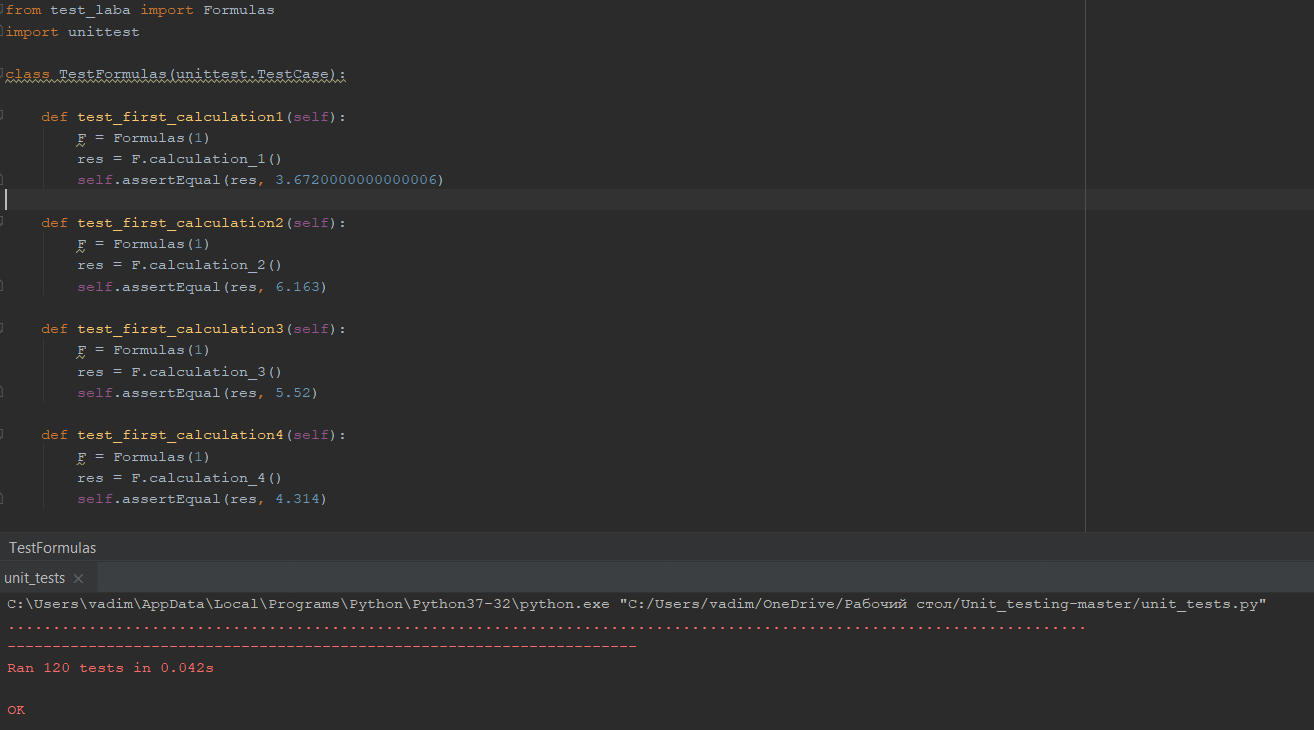 from test_laba import Formulas
import unittest
class TestFormulas(unittest.TestCase):
def test_first_calculation1(self):
F = Formulas(1)
res = F.calculation_1()
self.assertEqual(res, 3.6720000000000006)
def test_first_calculation2(self):
F = Formulas(1)
res = F.calculation_2()
self.assertEqual(res, 6.163)
def test_first_calculation3(self):
F = Formulas(1)
res = F.calculation_3()
self.assertEqual(res, 5.52)
def test_first_calculation4(self):
F = Formulas(1)
res = F.calculation_4()
self.assertEqual(res, 4.314)
TestFormulas
unit_tests ×
C:\Users\vadim\AppData\Local\Programs\Python\Python37-32\python.exe "C:/Users/vadim/OneDrive/Рабочий стол/Unit_testing-master/unit_tests.py"
........................................................................................................................
----------------------------------------------------------------------
Ran 120 tests in 0.042s
OK